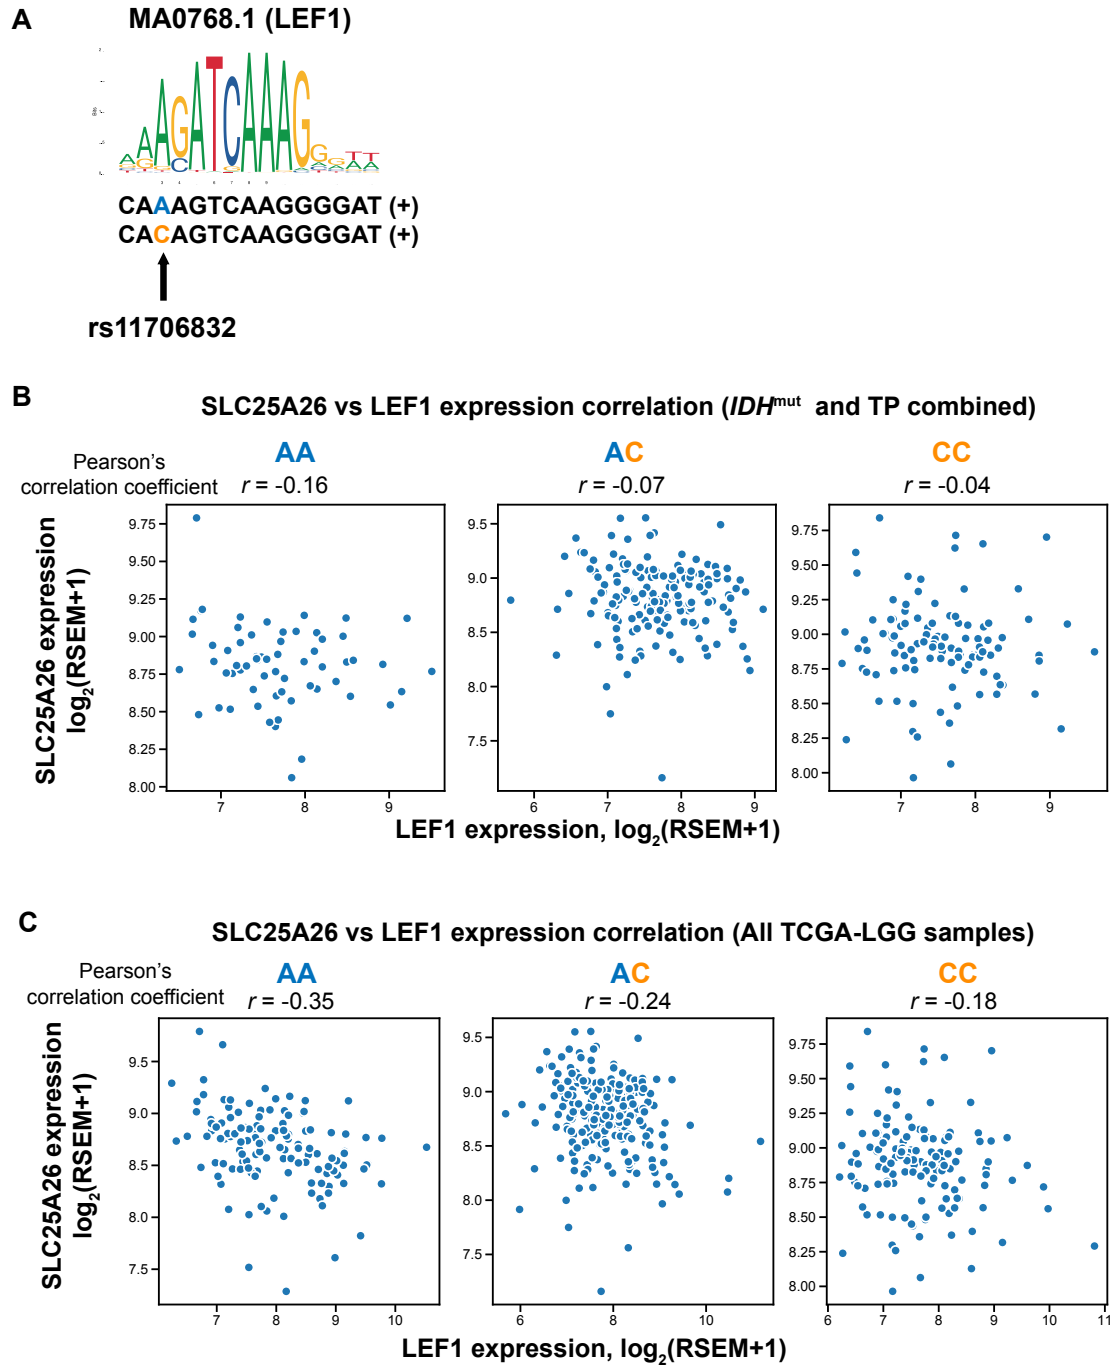 A
MA0768.1 (LEF1)
CAAAGTCAAGGGGAT (+)
CACAGTCAAGGGGAT (+)
rs11706832
B
SLC25A26 vs LEF1 expression correlation (IDHmut and TP combined)
Pearson's
correlation coefficient
AA
r = -0.16
AC
r = -0.07
CC
r = -0.04
SLC25A26 expression
log2(RSEM+1)
9.75
9.50
9.25
9.00
8.75
8.50
8.25
8.00
7 8 9
9.5
9.0
8.5
8.0
7.5
6 7 8 9
9.75
9.50
9.25
9.00
8.75
8.50
8.25
8.00
7 8 9
LEF1 expression, log2(RSEM+1)
C
SLC25A26 vs LEF1 expression correlation (All TCGA-LGG samples)
Pearson's
correlation coefficient
AA
r = -0.35
AC
r = -0.24
CC
r = -0.18
SLC25A26 expression
log2(RSEM+1)
9.5
9.0
8.5
8.0
7.5
7 8 9 10
9.5
9.0
8.5
8.0
7.5
6 8 10
9.75
9.50
9.25
9.00
8.75
8.50
8.25
8.00
6 7 8 9 10 11
LEF1 expression, log2(RSEM+1)